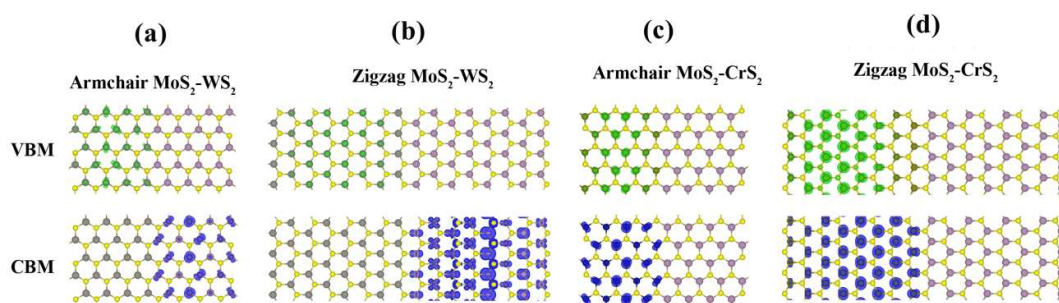 (a) (b) (c) (d)
Armchair MoS₂-WS₂ Zigzag MoS₂-WS₂ Armchair MoS₂-CrS₂ Zigzag MoS₂-CrS₂
VBM
CBM